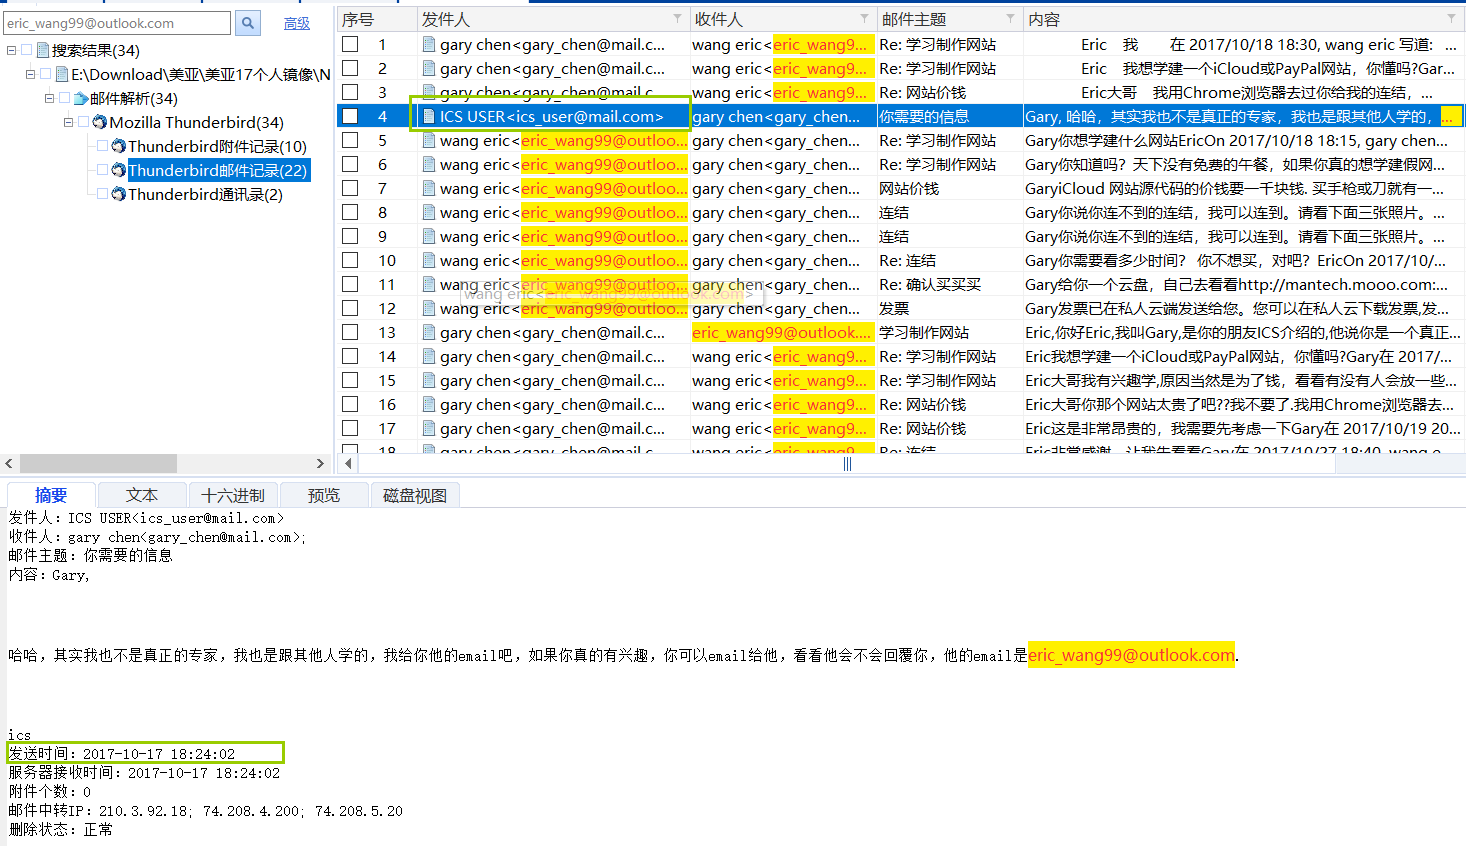 eric_wang99@outlook.com 高级
搜索结果(34)
E:\Download\美亚\美亚17个人镜像\N
邮件解析(34)
Mozilla Thunderbird(34)
Thunderbird附件记录(10)
Thunderbird邮件记录(22)
Thunderbird通讯录(2)
序号 发件人 收件人 邮件主题 内容
1 gary chen<gary_chen@mail.c... wang eric<eric_wang9... Re: 学习制作网站 Eric 我 在 2017/10/18 18:30, wang eric 写道: ...
2 gary chen<gary_chen@mail.c... wang eric<eric_wang9... Re: 学习制作网站 Eric 我想学建一个iCloud或PayPal网站，你懂吗?Gar...
3 gary chen<gary_chen@mail.c... wang eric<eric_wang9... Re: 网站价钱 Eric大哥 我用Chrome浏览器去过你给我的连结，...
4 ICS USER<ics_user@mail.com> gary chen<gary_chen... 你需要的信息 Gary, 哈哈，其实我也不是真正的专家，我也是跟其他人学的，...
5 wang eric<eric_wang99@outloo... gary chen<gary_chen... Re: 学习制作网站 Gary你想学建什么网站EricOn 2017/10/18 18:15, gary chen...
6 wang eric<eric_wang99@outloo... gary chen<gary_chen... Re: 学习制作网站 Gary你知道吗？天下没有免费的午餐，如果你真的想学建假网...
7 wang eric<eric_wang99@outloo... gary chen<gary_chen... 网站价钱 GaryiCloud 网站源代码的价钱要一千块钱. 买手枪或刀就有一...
8 wang eric<eric_wang99@outloo... gary chen<gary_chen... 连结 Gary你说你连不到的连结，我可以连到。请看下面三张照片。...
9 wang eric<eric_wang99@outloo... gary chen<gary_chen... 连结 Gary你说你连不到的连结，我可以连到。请看下面三张照片。...
10 wang eric<eric_wang99@outloo... gary chen<gary_chen... Re: 连结 Gary你需要看多少时间？ 你不想买，对吧？EricOn 2017/10/...
11 wang eric<eric_wang99@outloo... gary chen<gary_chen... Re: 确认买买买 Gary给你一个云盘，自己去看看http://mantech.mooo.com:...
wang eric<eric_wang99@outlook.com>
12 wang eric<eric_wang99@outloo... gary chen<gary_chen... 发票 Gary发票已在私人云端发送给您。您可以在私人云下载发票,发...
13 gary chen<gary_chen@mail.c... eric_wang99@outlook.... 学习制作网站 Eric,你好Eric,我叫Gary,是你的朋友ICS介绍的,他说你是一个真正...
14 gary chen<gary_chen@mail.c... wang eric<eric_wang9... Re: 学习制作网站 Eric我想学建一个iCloud或PayPal网站，你懂吗?Gary在 2017/...
15 gary chen<gary_chen@mail.c... wang eric<eric_wang9... Re: 学习制作网站 Eric大哥我有兴趣学,原因当然是为了钱，看看有没有人会放一些...
16 gary chen<gary_chen@mail.c... wang eric<eric_wang9... Re: 网站价钱 Eric大哥你那个网站太贵了吧??我不要了.我用Chrome浏览器去...
17 gary chen<gary_chen@mail.c... wang eric<eric_wang9... Re: 网站价钱 Eric这是非常昂贵的，我需要先考虑一下Gary在 2017/10/19 20...
18 gary chen<gary_chen@mail.c... wang eric<eric_wang9... Re: 连结 Eric非常感谢，让我先看看Gary在 2017/10/27 18:40, wang e...
摘要 文本 十六进制 预览 磁盘视图
发件人: ICS USER<ics_user@mail.com>
收件人: gary chen<gary_chen@mail.com>;
邮件主题: 你需要的信息
内容: Gary,
哈哈，其实我也不是真正的专家，我也是跟其他人学的，我给你他的email吧，如果你真的有兴趣，你可以email给他，看看他会不会回覆你，他的email是eric_wang99@outlook.com.
ics
发送时间: 2017-10-17 18:24:02
服务器接收时间: 2017-10-17 18:24:02
附件个数: 0
邮件中转IP: 210.3.92.18; 74.208.4.200; 74.208.5.20
删除状态: 正常